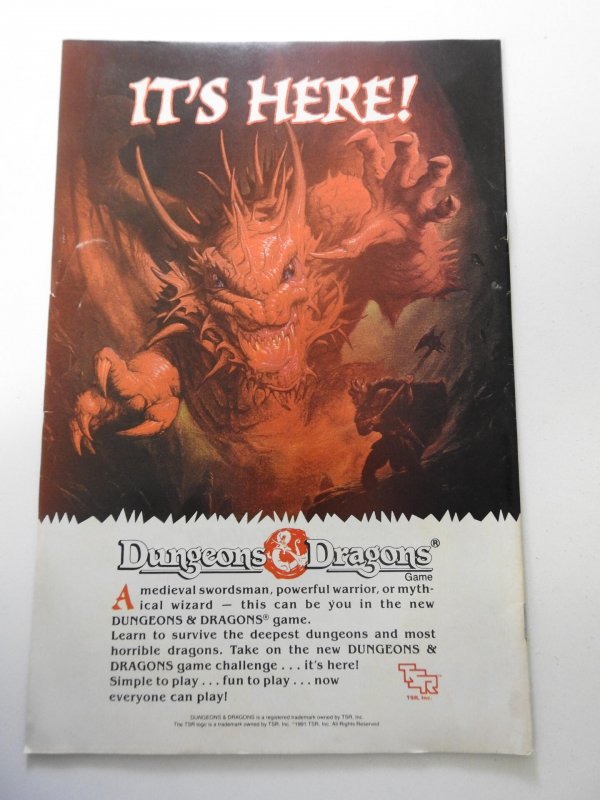 IT'S HERE!
Dungeons & Dragons®
Game
A medieval swordsman, powerful warrior, or myth-
ical wizard — this can be you in the new
DUNGEONS & DRAGONS® game.
Learn to survive the deepest dungeons and most
horrible dragons. Take on the new DUNGEONS &
DRAGONS game challenge . . . it's here!
Simple to play . . . fun to play . . . now
everyone can play!
TSR
TSR, Inc.
DUNGEONS & DRAGONS is a registered trademark owned by TSR, Inc.
The TSR logo is a trademark owned by TSR, Inc. ©1991 TSR, Inc. All Rights Reserved